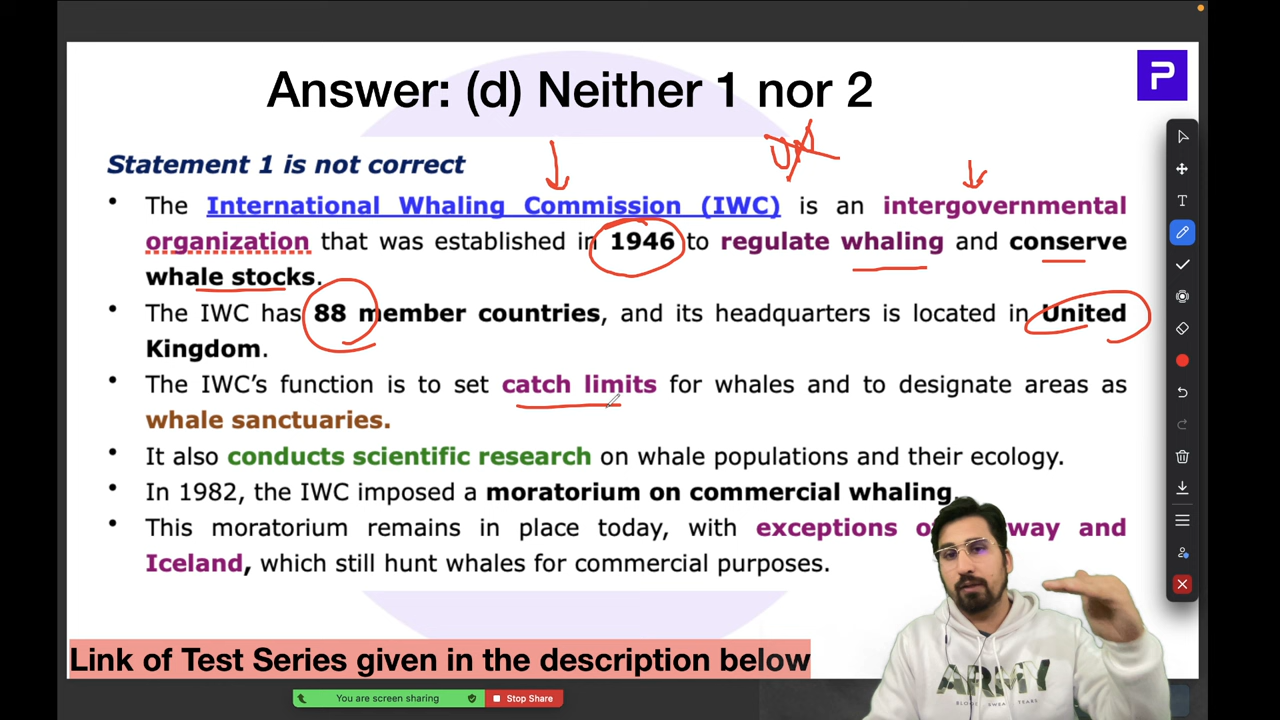 Answer: (d) Neither 1 nor 2
P
UN
Statement 1 is not correct
• The International Whaling Commission (IWC) is an intergovernmental
organization that was established in 1946 to regulate whaling and conserve
whale stocks.
• The IWC has 88 member countries, and its headquarters is located in United
Kingdom.
• The IWC's function is to set catch limits for whales and to designate areas as
whale sanctuaries.
• It also conducts scientific research on whale populations and their ecology.
• In 1982, the IWC imposed a moratorium on commercial whaling.
• This moratorium remains in place today, with exceptions way and
Iceland, which still hunt whales for commercial purposes.
ARMY
Link of Test Series given in the description below
You are screen sharing
Stop Share